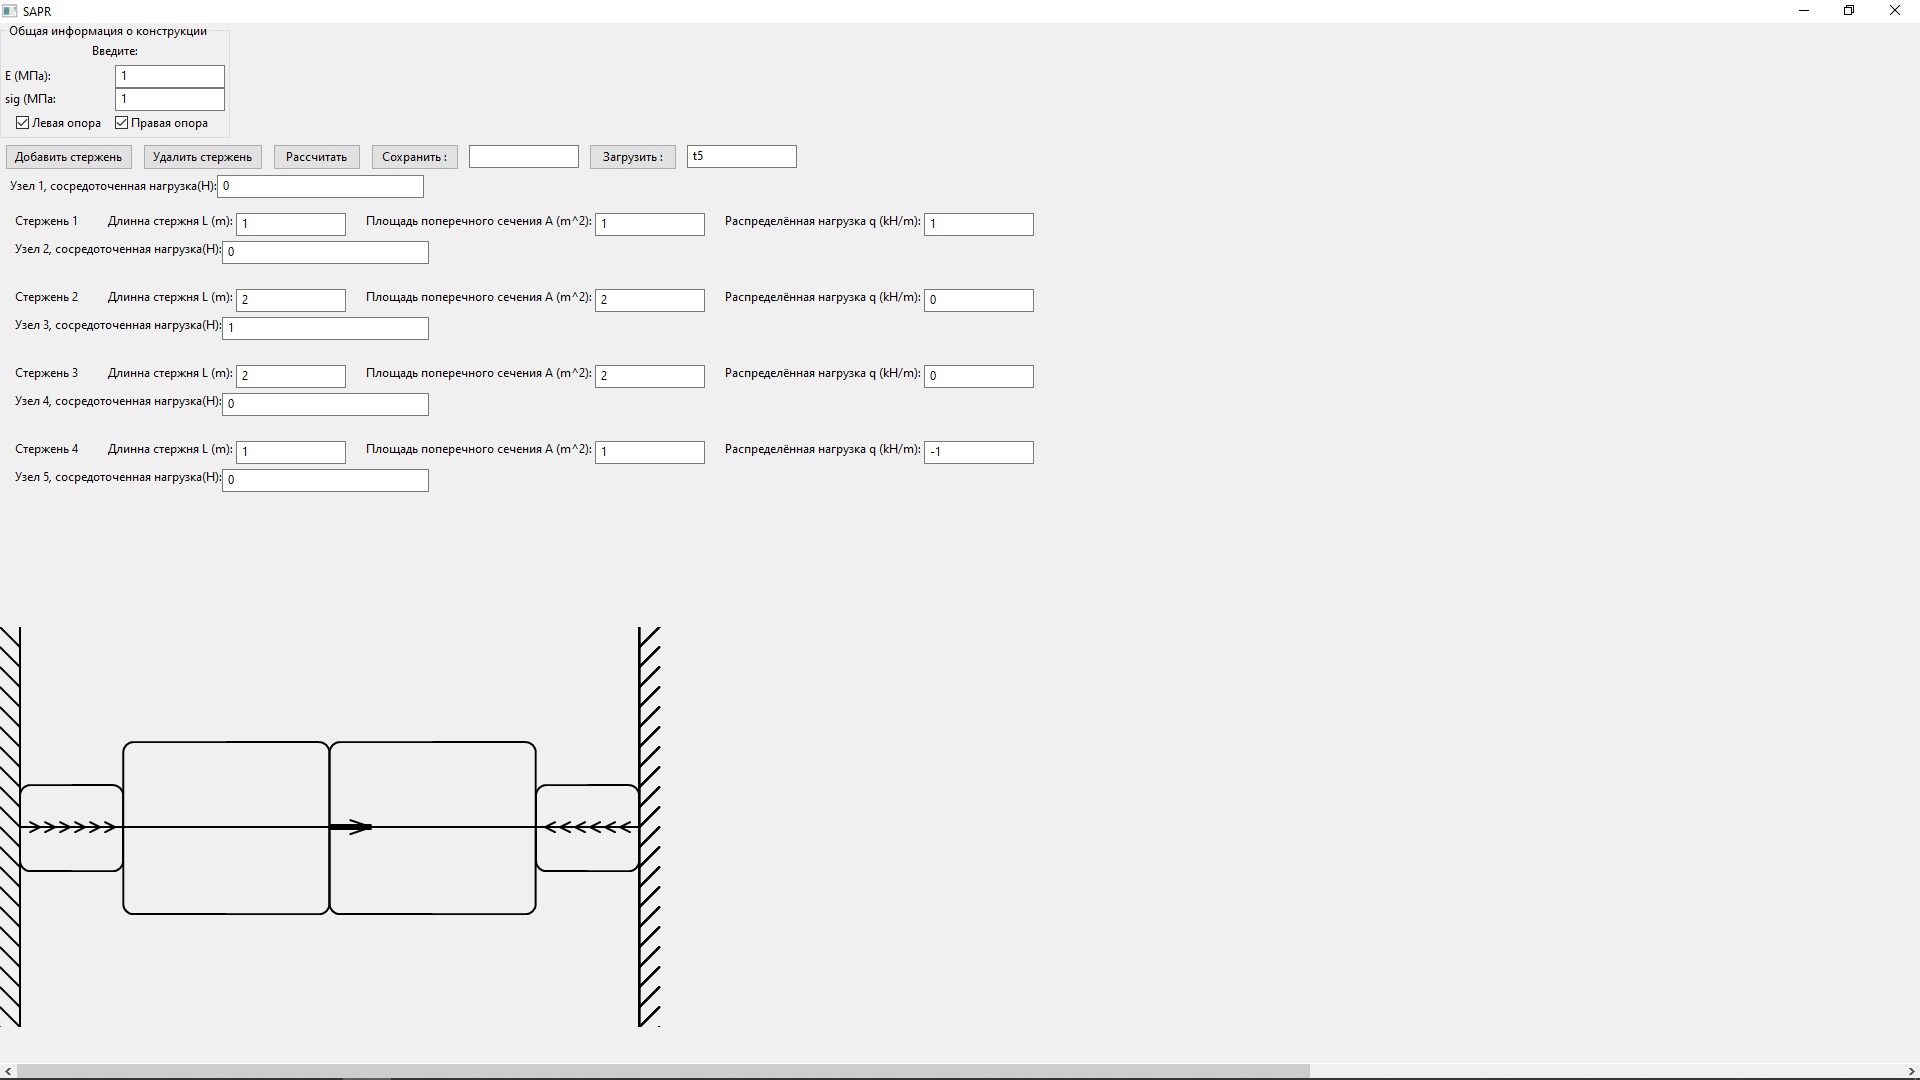 SAPR
Общая информация о конструкции
Введите:
E (МПа): 1
sig (МПа: 1
Левая опора Правая опора
Добавить стержень Удалить стержень Рассчитать Сохранить : Загрузить : t5
Узел 1, сосредоточенная нагрузка(Н): 0
Стержень 1 Длинна стержня L (m): 1 Площадь поперечного сечения A (m^2): 1 Распределённая нагрузка q (kH/m): 1
Узел 2, сосредоточенная нагрузка(Н): 0
Стержень 2 Длинна стержня L (m): 2 Площадь поперечного сечения A (m^2): 2 Распределённая нагрузка q (kH/m): 0
Узел 3, сосредоточенная нагрузка(Н): 1
Стержень 3 Длинна стержня L (m): 2 Площадь поперечного сечения A (m^2): 2 Распределённая нагрузка q (kH/m): 0
Узел 4, сосредоточенная нагрузка(Н): 0
Стержень 4 Длинна стержня L (m): 1 Площадь поперечного сечения A (m^2): 1 Распределённая нагрузка q (kH/m): -1
Узел 5, сосредоточенная нагрузка(Н): 0